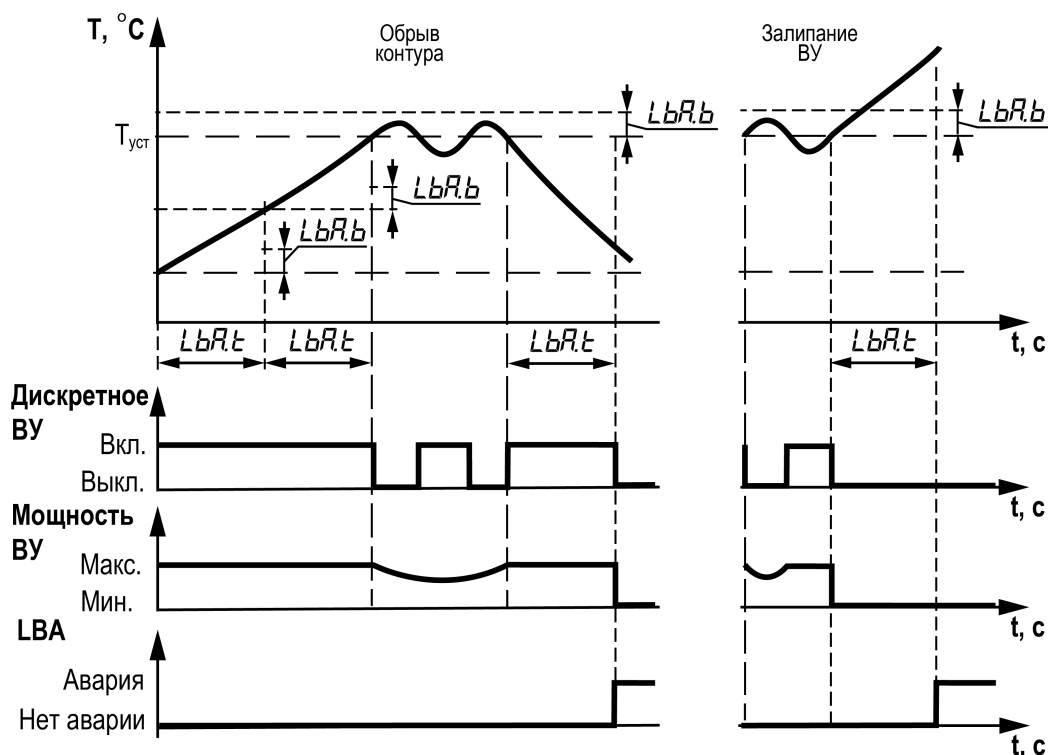 T, °C
Обрыв
контура
Залипание
ВУ
LbA.b
LbA.b
Tуст
LbA.b
LbA.b
LbA.t
LbA.t
LbA.t
LbA.t
t, c
Дискретное
ВУ
Вкл.
Выкл.
t, c
Мощность
ВУ
Макс.
Мин.
t, c
LBA
Авария
Нет аварии
t, c